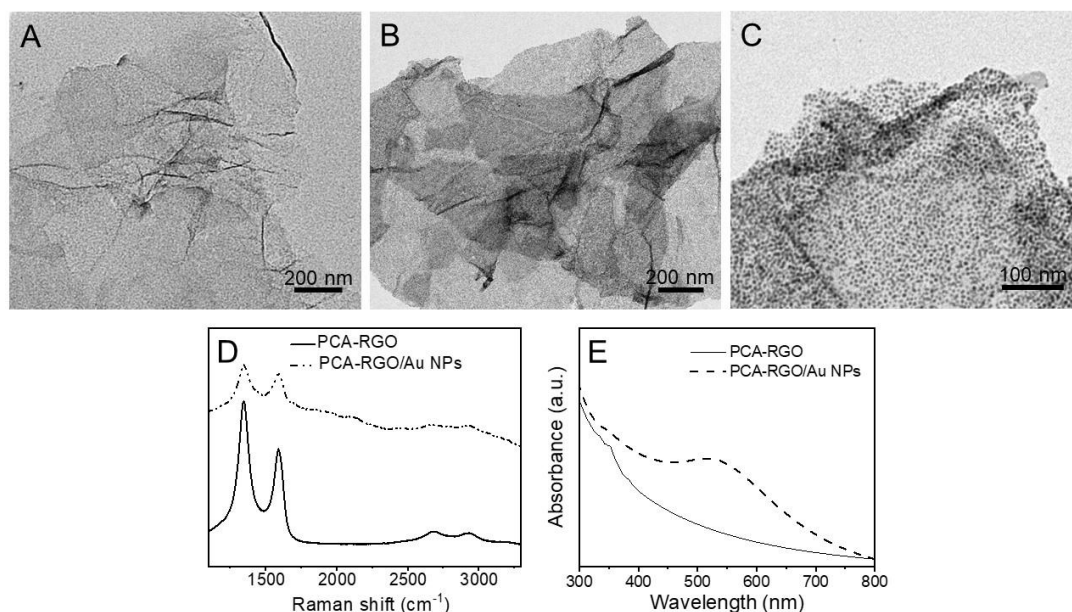 A
B
C
200 nm
200 nm
100 nm
D
PCA-RGO
PCA-RGO/Au NPs
1500 2000 2500 3000
Raman shift (cm⁻¹)
E
PCA-RGO
PCA-RGO/Au NPs
Absorbance (a.u.)
300 400 500 600 700 800
Wavelength (nm)